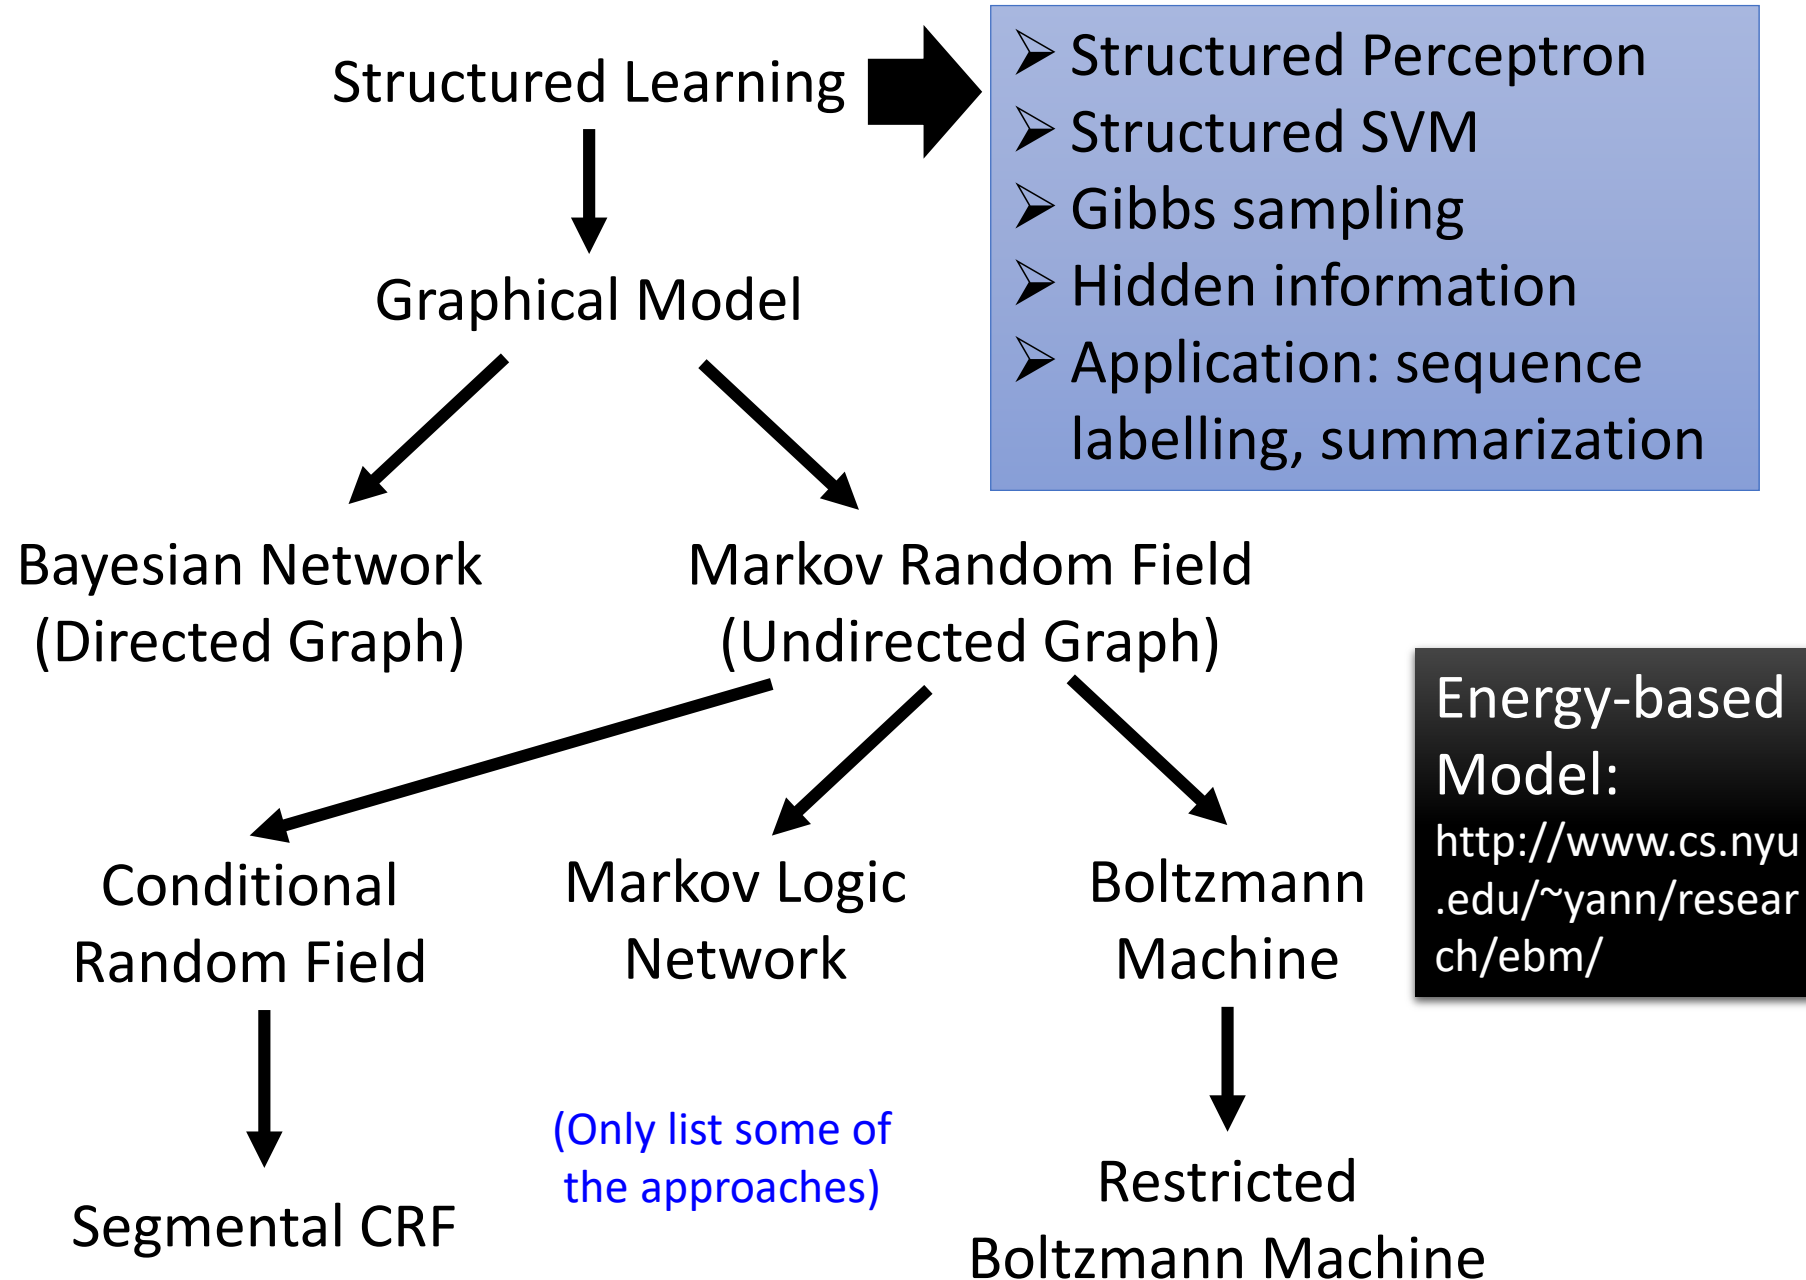 Structured Learning
➢ Structured Perceptron
➢ Structured SVM
➢ Gibbs sampling
➢ Hidden information
➢ Application: sequence
labelling, summarization
Graphical Model
Bayesian Network
(Directed Graph)
Markov Random Field
(Undirected Graph)
Energy-based
Model:
http://www.cs.nyu
.edu/~yann/resear
ch/ebm/
Conditional
Random Field
Markov Logic
Network
Boltzmann
Machine
(Only list some of
the approaches)
Segmental CRF
Restricted
Boltzmann Machine